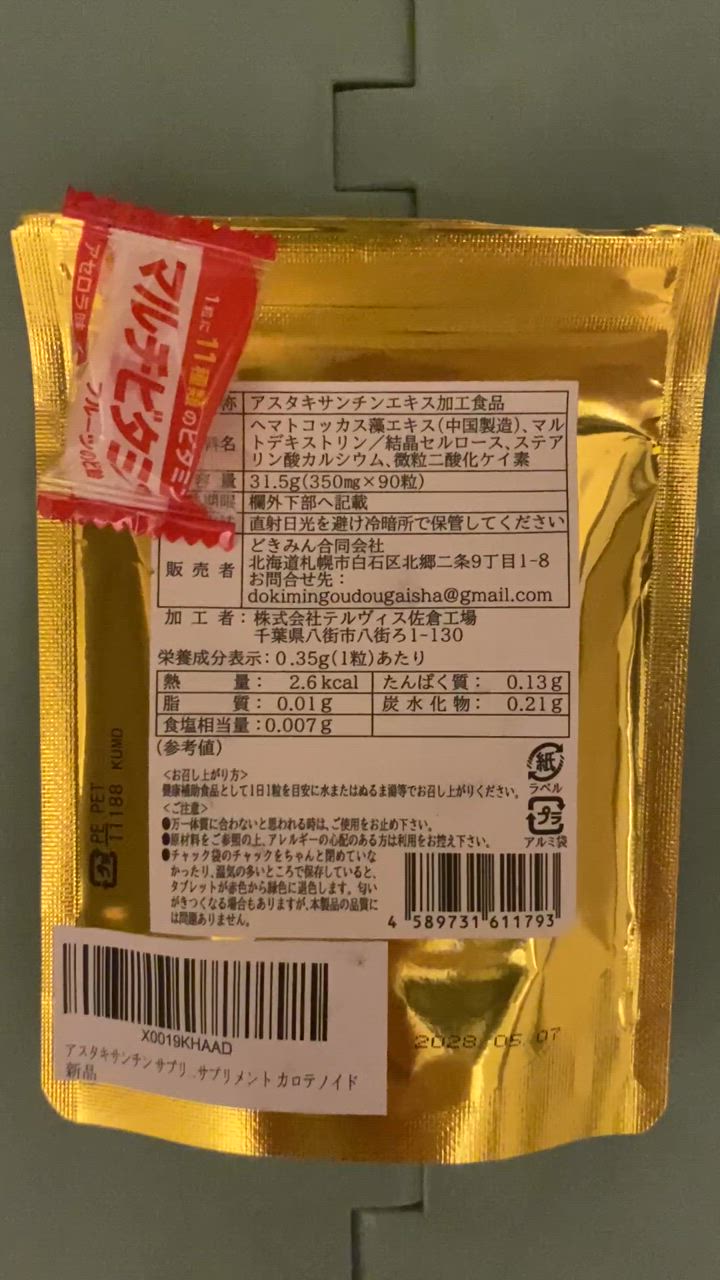 アセロラ味
マルチビタミン
1粒に11種類のビタミン
フルーツの
称 アスタキサンチンエキス加工食品
料名 ヘマトコッカス藻エキス(中国製造)、マル
トデキストリン/結晶セルロース、ステア
リン酸カルシウム、微粒二酸化ケイ素
容量 31.5g(350mg×90粒)
期限 欄外下部へ記載
直射日光を避け冷暗所で保管してください
販売者 どきみん合同会社
北海道札幌市白石区北郷二条9丁目1-8
お問合せ先:
dokimingoudougaisha@gmail.com
加工者:株式会社テルヴィス佐倉工場
千葉県八街市八街ろ1-130
栄養成分表示:0.35g(1粒)あたり
熱量: 2.6kcal たんぱく質: 0.13g
脂質: 0.01g 炭水化物: 0.21g
食塩相当量:0.007g
(参考値)
<お召し上がり方>
健康補助食品として1日1粒を目安に水またはぬるま湯等でお召し上がりください。
<ご注意>
●万一体質に合わないと思われる時は、ご使用をお止め下さい。
●原材料をご参照の上、アレルギーの心配のある方は利用をお控え下さい。
●チャック袋のチャックをちゃんと閉めていな
かったり、湿気の多いところで保存していると、
タブレットが赤色から緑色に退色します。匂い
がきつくなる場合もありますが、本製品の品質に
は問題ありません。
紙
ラベル
プラ
アルミ袋
4 589731 611793
PE PET
11188 KUMO
X0019KHAAD
アスタキサンチン サプリ ...サプリメント カロテノイド
新品
2028.05.07